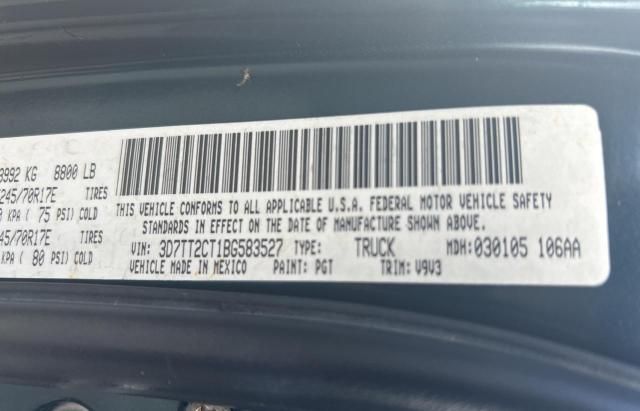 3992 KG 8800 LB
245/70R17E TIRES
KPA ( 75 PSI) COLD
245/70R17E TIRES
KPA ( 80 PSI) COLD
THIS VEHICLE CONFORMS TO ALL APPLICABLE U.S.A. FEDERAL MOTOR VEHICLE SAFETY
STANDARDS IN EFFECT ON THE DATE OF MANUFACTURE SHOWN ABOVE.
VIN: 3D7TT2CT1BG583527 TYPE: TRUCK MDH:030105 106AA
VEHICLE MADE IN MEXICO PAINT: PGT TRIM: V9V3